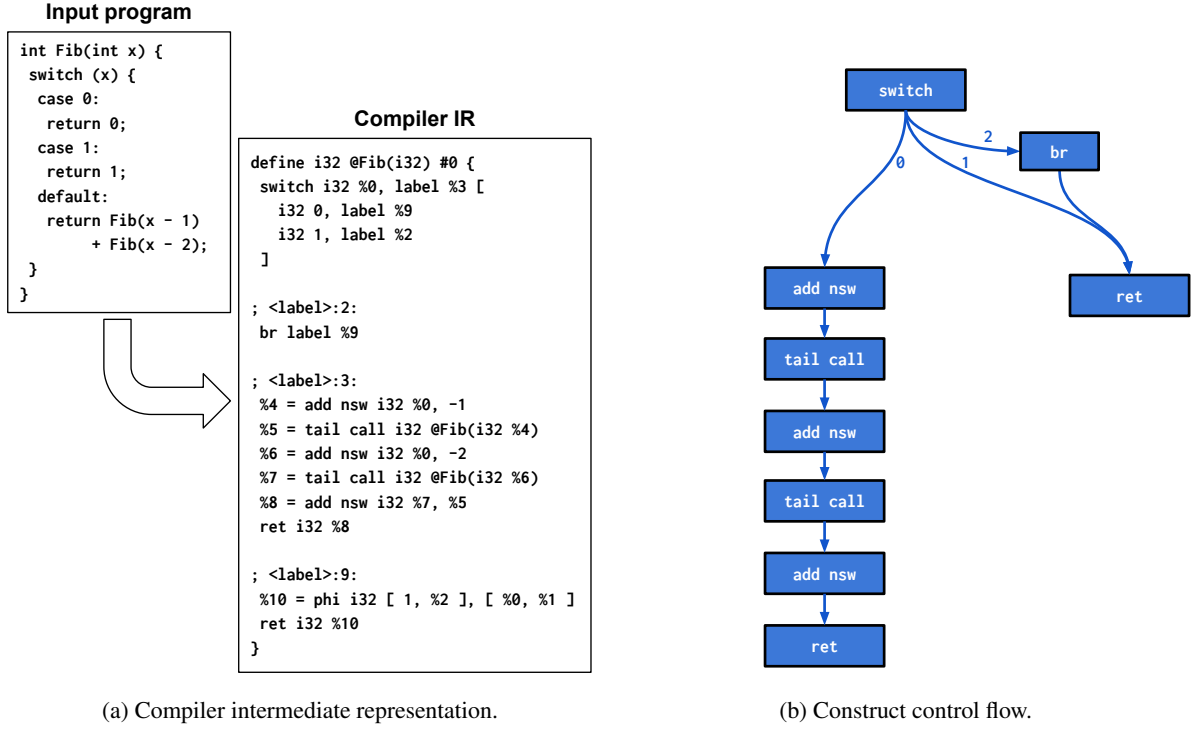 Input program
int Fib(int x) {
switch (x) {
case 0:
return 0;
case 1:
return 1;
default:
return Fib(x - 1)
+ Fib(x - 2);
}
}
Compiler IR
define i32 @Fib(i32) #0 {
switch i32 %0, label %3 [
i32 0, label %9
i32 1, label %2
]
; <label>:2:
br label %9
; <label>:3:
%4 = add nsw i32 %0, -1
%5 = tail call i32 @Fib(i32 %4)
%6 = add nsw i32 %0, -2
%7 = tail call i32 @Fib(i32 %6)
%8 = add nsw i32 %7, %5
ret i32 %8
; <label>:9:
%10 = phi i32 [ 1, %2 ], [ %0, %1 ]
ret i32 %10
}
(a) Compiler intermediate representation.
switch
2
br
0
1
add nsw
ret
tail call
add nsw
tail call
add nsw
ret
(b) Construct control flow.